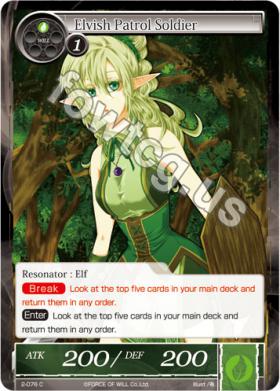 Elvish Patrol Soldier
WILL
1
fowtcg.us
Resonator : Elf
Break Look at the top five cards in your main deck and
return them in any order.
Enter Look at the top five cards in your main deck and
return them in any order.
ATK 200/ DEF 200
2-076 C ©FORCE OF WILL Co.,Ltd.